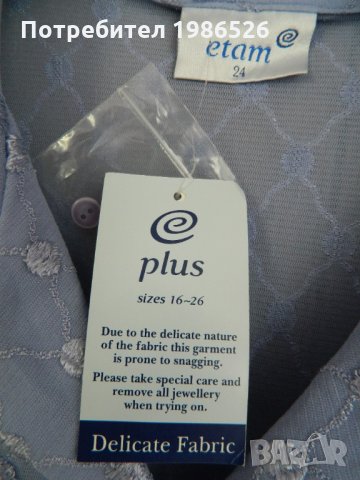 Потребител 1986526
etam
24
plus
sizes 16~26
Due to the delicate nature
of the fabric this garment
is prone to snagging.
Please take special care and
remove all jewellery
when trying on.
Delicate Fabric
BAZAR